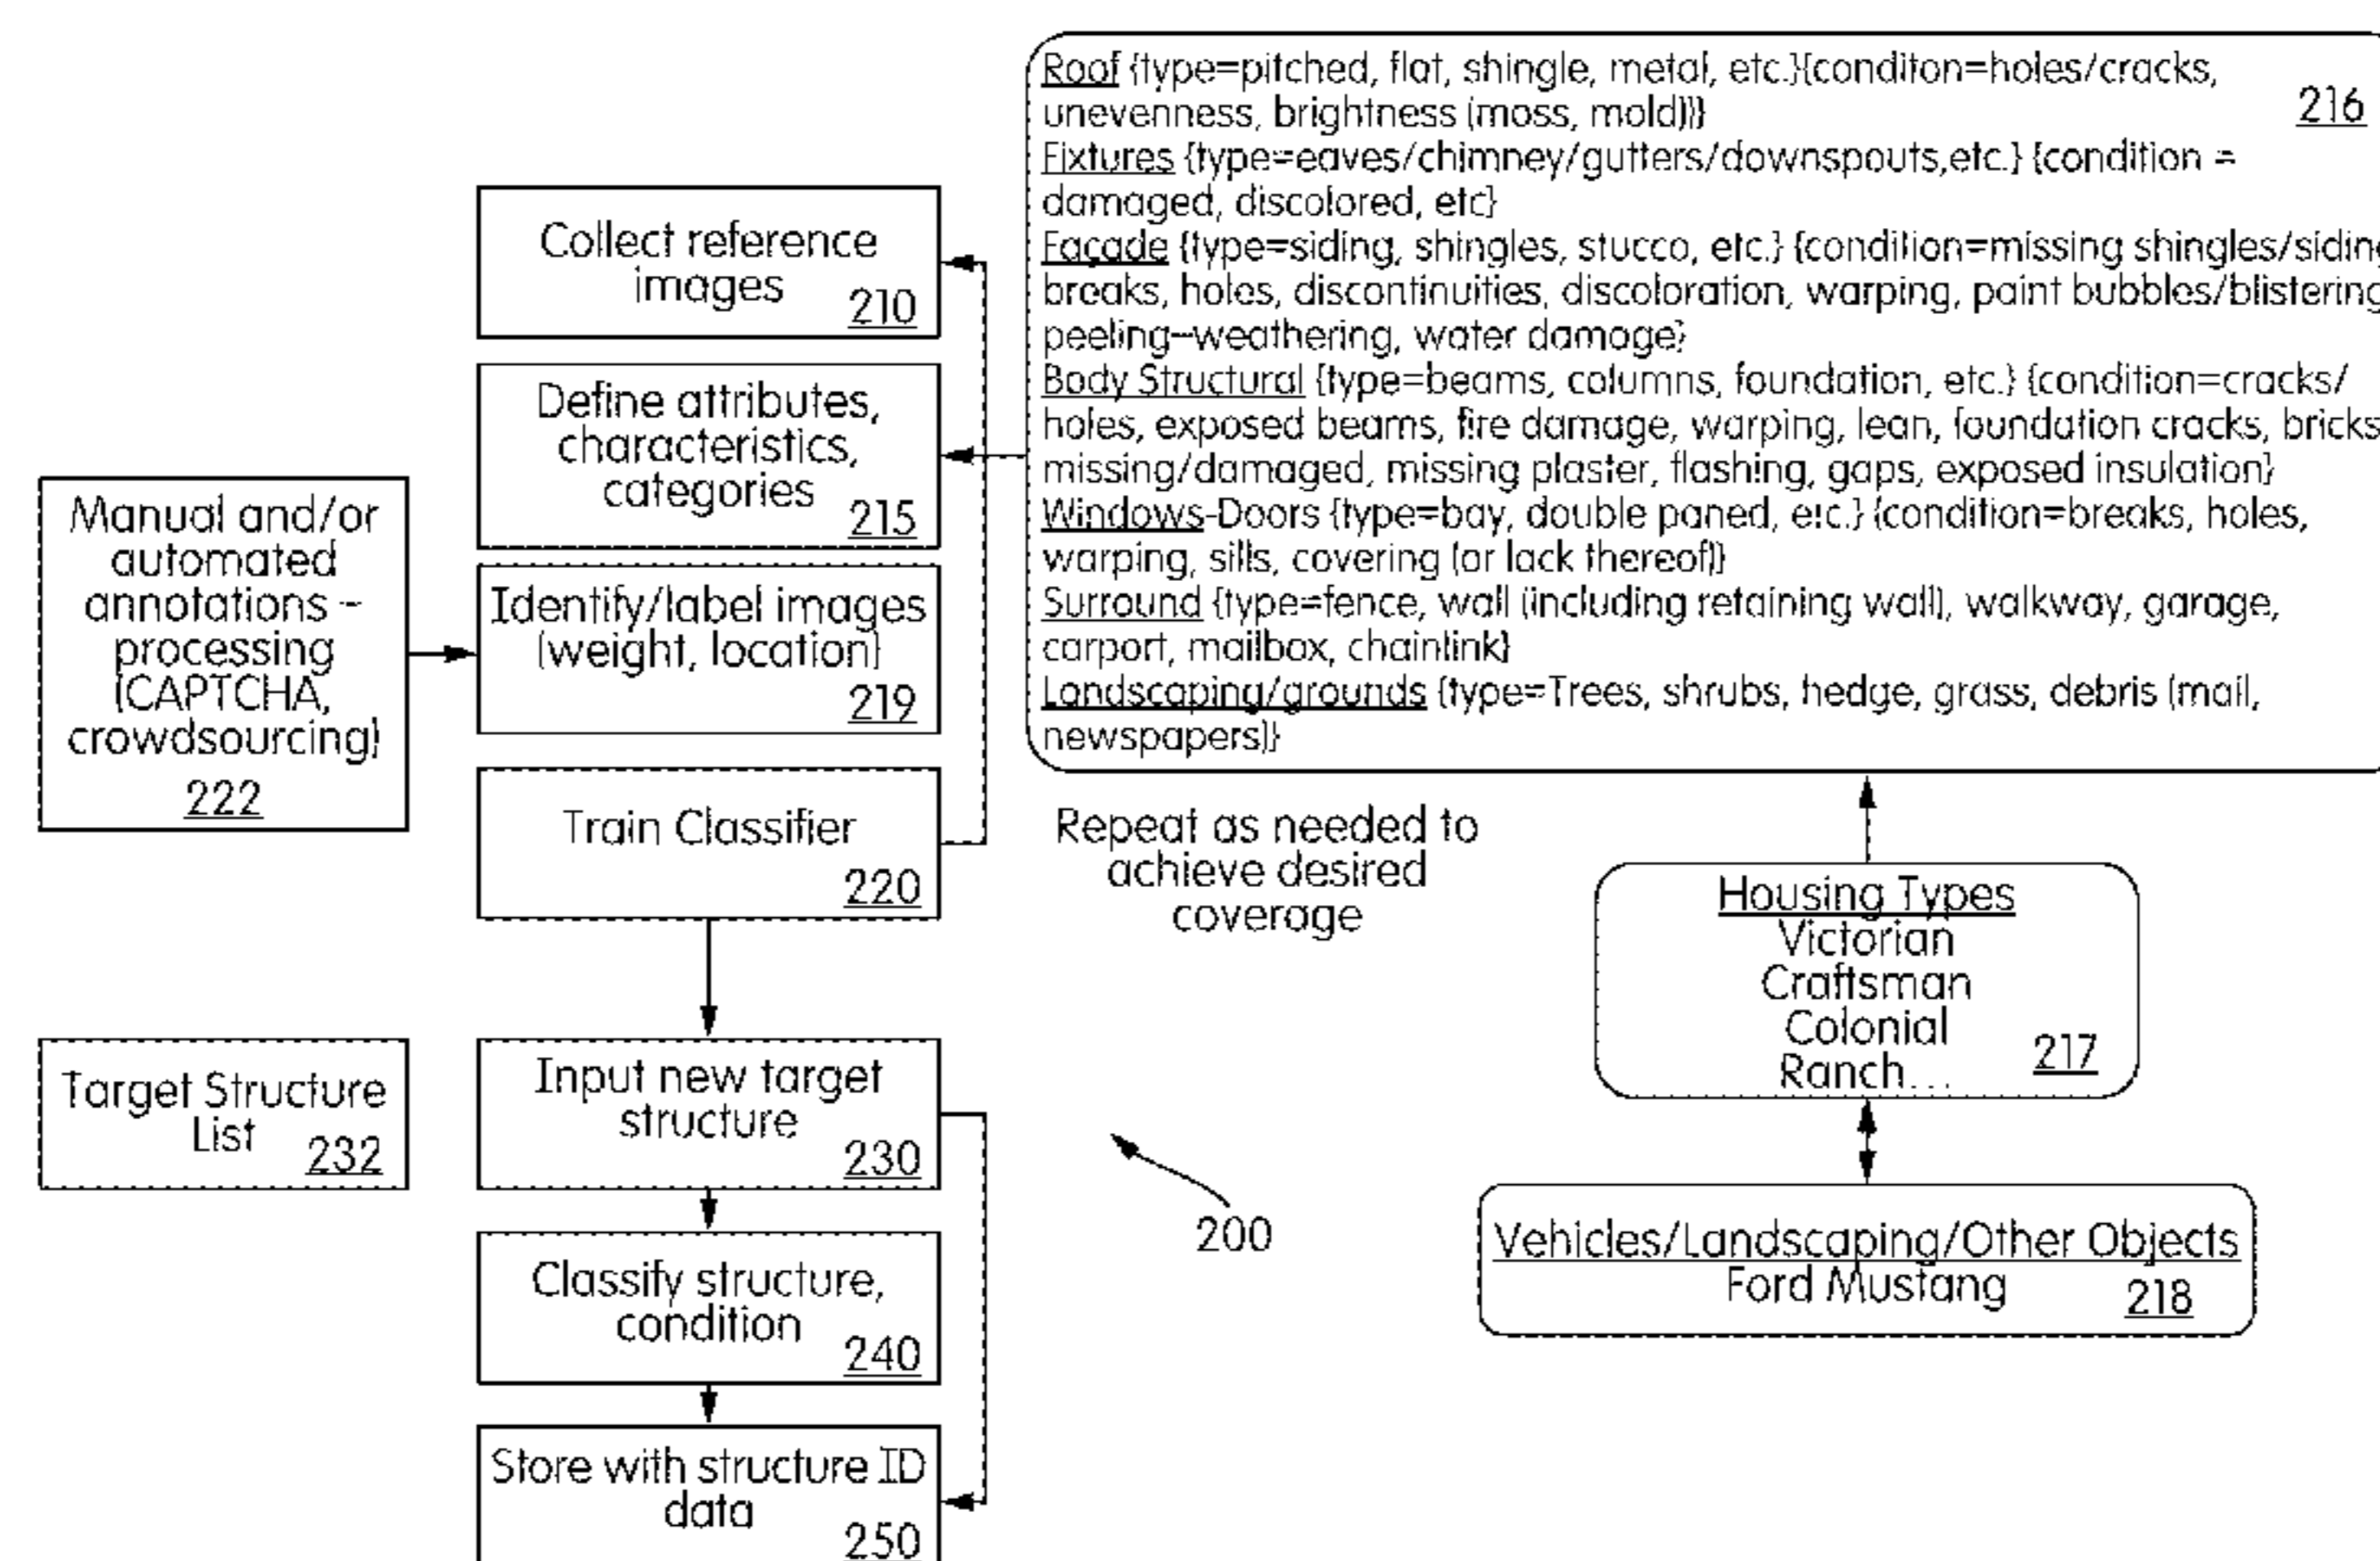 Collect reference
images
210
Define attributes,
characteristics,
categories
215
Manual and/or
automated
annotations -
processing
(CAPTCHA,
crowdsourcing)
222
Identify/label images
(weight, location)
219
Train Classifier
220
Roof {type=pitched, flat, shingle, metal, etc.}{conditon=holes/cracks,
216
unevenness, brightness (moss, mold)}}
Fixtures {type=eaves/chimney/gutters/downspouts,etc.} {condition =
damaged, discolored, etc}
Façade {type=siding, shingles, stucco, etc.} {condition=missing shingles/siding
breaks, holes, discontinuities, discoloration, warping, paint bubbles/blistering
peeling--weathering, water damage}
Body Structural {type=beams, columns, foundation, etc.} {condition=cracks/
holes, exposed beams, fire damage, warping, lean, foundation cracks, bricks
missing/damaged, missing plaster, flashing, gaps, exposed insulation}
Windows-Doors {type=bay, double paned, etc.} {condition=breaks, holes,
warping, sills, covering (or lack thereof)}
Surround {type=fence, wall (including retaining wall), walkway, garage,
carport, mailbox, chainlink}
Landscaping/grounds {type=Trees, shrubs, hedge, grass, debris (mail,
newspapers)}
Repeat as needed to
achieve desired
coverage
Housing Types
Victorian
Craftsman
Colonial
Ranch...
217
Vehicles/Landscaping/Other Objects
Ford Mustang
218
Target Structure
List
232
Input new target
structure
230
200
Classify structure,
condition
240
Store with structure ID
data
250